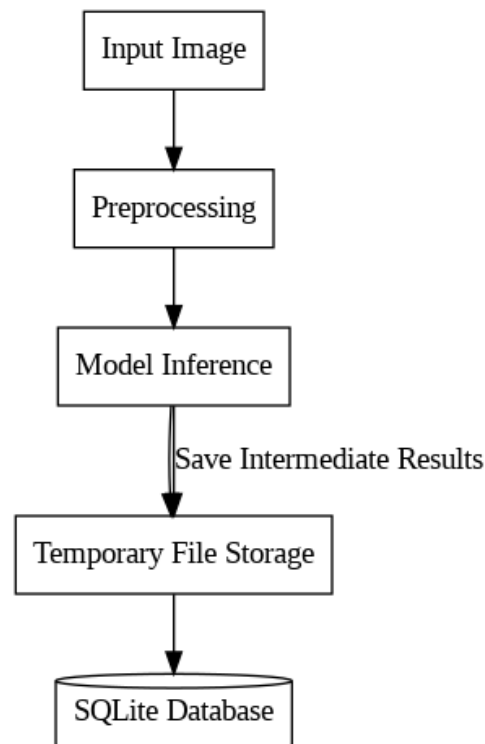 Input Image
Preprocessing
Model Inference
Save Intermediate Results
Temporary File Storage
SQLite Database